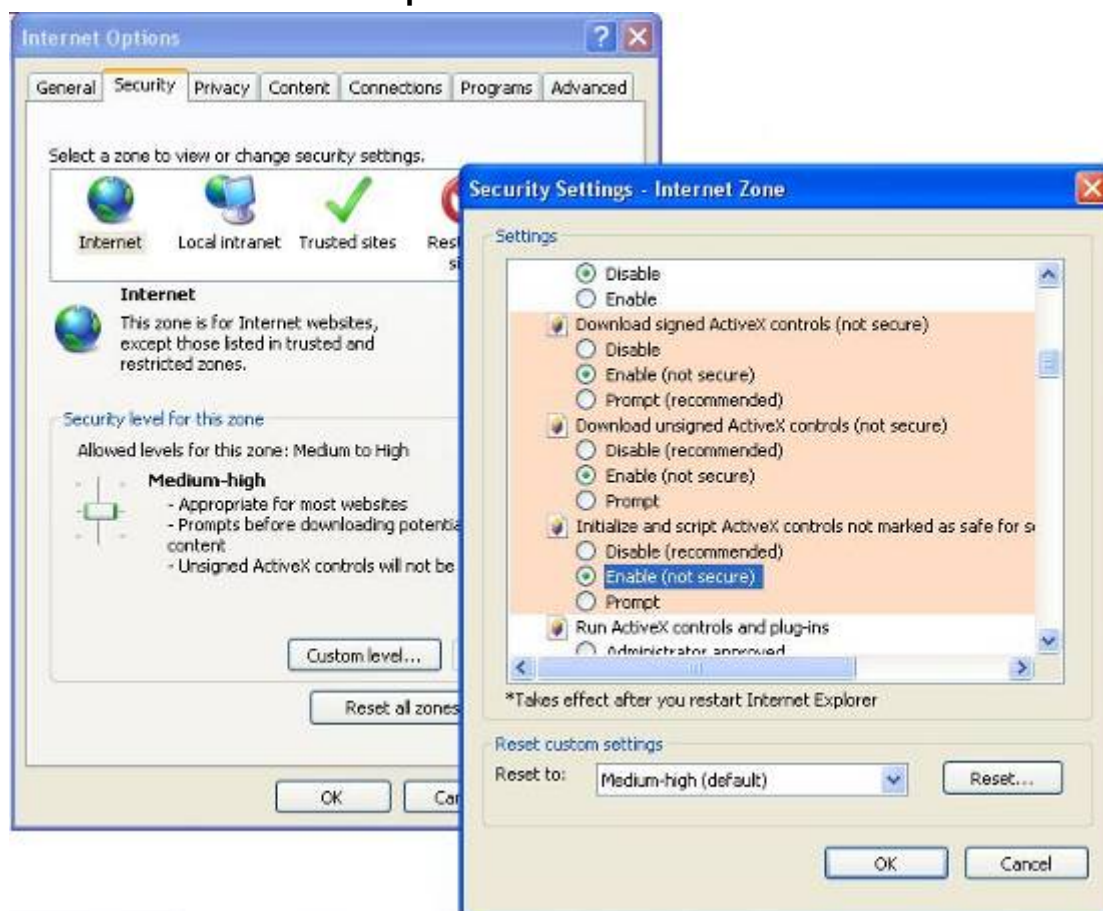 Internet Options
General Security Privacy Content Connections Programs Advanced
Select a zone to view or change security settings.
Internet Local intranet Trusted sites
Internet
This zone is for Internet websites,
except those listed in trusted and
restricted zones.
Security level for this zone
Allowed levels for this zone: Medium to High
Medium-high
- Appropriate for most websites
- Prompts before downloading
content
- Unsigned ActiveX controls will not be
Custom level...
Reset all zones
OK
Security Settings - Internet Zone
Settings
Disable
Enable
Download signed ActiveX controls (not secure)
Disable
Enable (not secure)
Prompt (recommended)
Download unsigned ActiveX controls (not secure)
Disable (recommended)
Enable (not secure)
Prompt
Initialize and script ActiveX controls not marked as safe for
Disable (recommended)
Enable (not secure)
Prompt
Run ActiveX controls and plug-ins
Administrator approved
*Takes effect after you restart Internet Explorer
Reset custom settings
Reset to: Medium-high (default) Reset...
OK Cancel